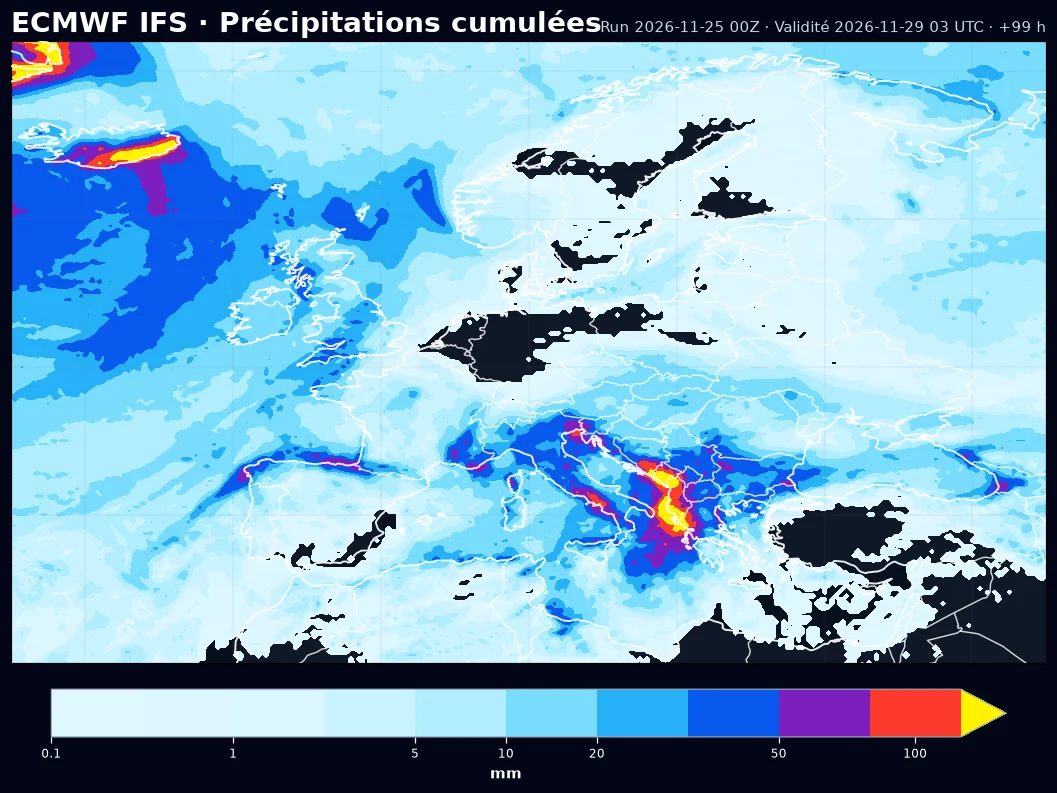 ECMWF IFS · Précipitations cumulées
Run 2026-11-25 00Z · Validité 2026-11-29 03 UTC · +99 h
0.1 1 5 10 20 50 100
mm